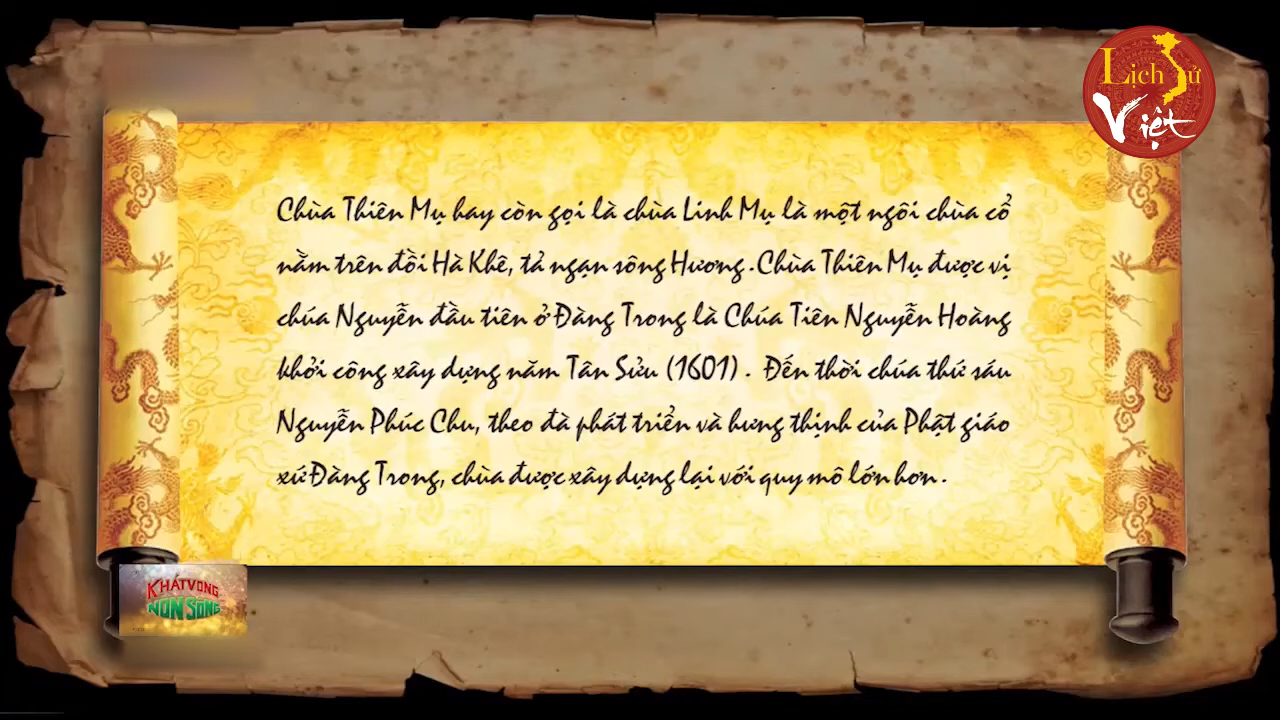 Lịch Sử
Việt
Chùa Thiên Mụ hay còn gọi là chùa Linh Mụ là một ngôi chùa cổ
nằm trên đồi Hà Khê, tả ngạn sông Hương. Chùa Thiên Mụ được vị
chúa Nguyễn đầu tiên ở Đàng Trong là Chúa Tiên Nguyễn Hoàng
khởi công xây dựng năm Tân Sửu (1601). Đến thời chúa thứ sáu
Nguyễn Phúc Chu, theo đà phát triển và hưng thịnh của Phật giáo
xứ Đàng Trong, chùa được xây dựng lại với quy mô lớn hơn.
KHÁT VỌNG
NON SÔNG